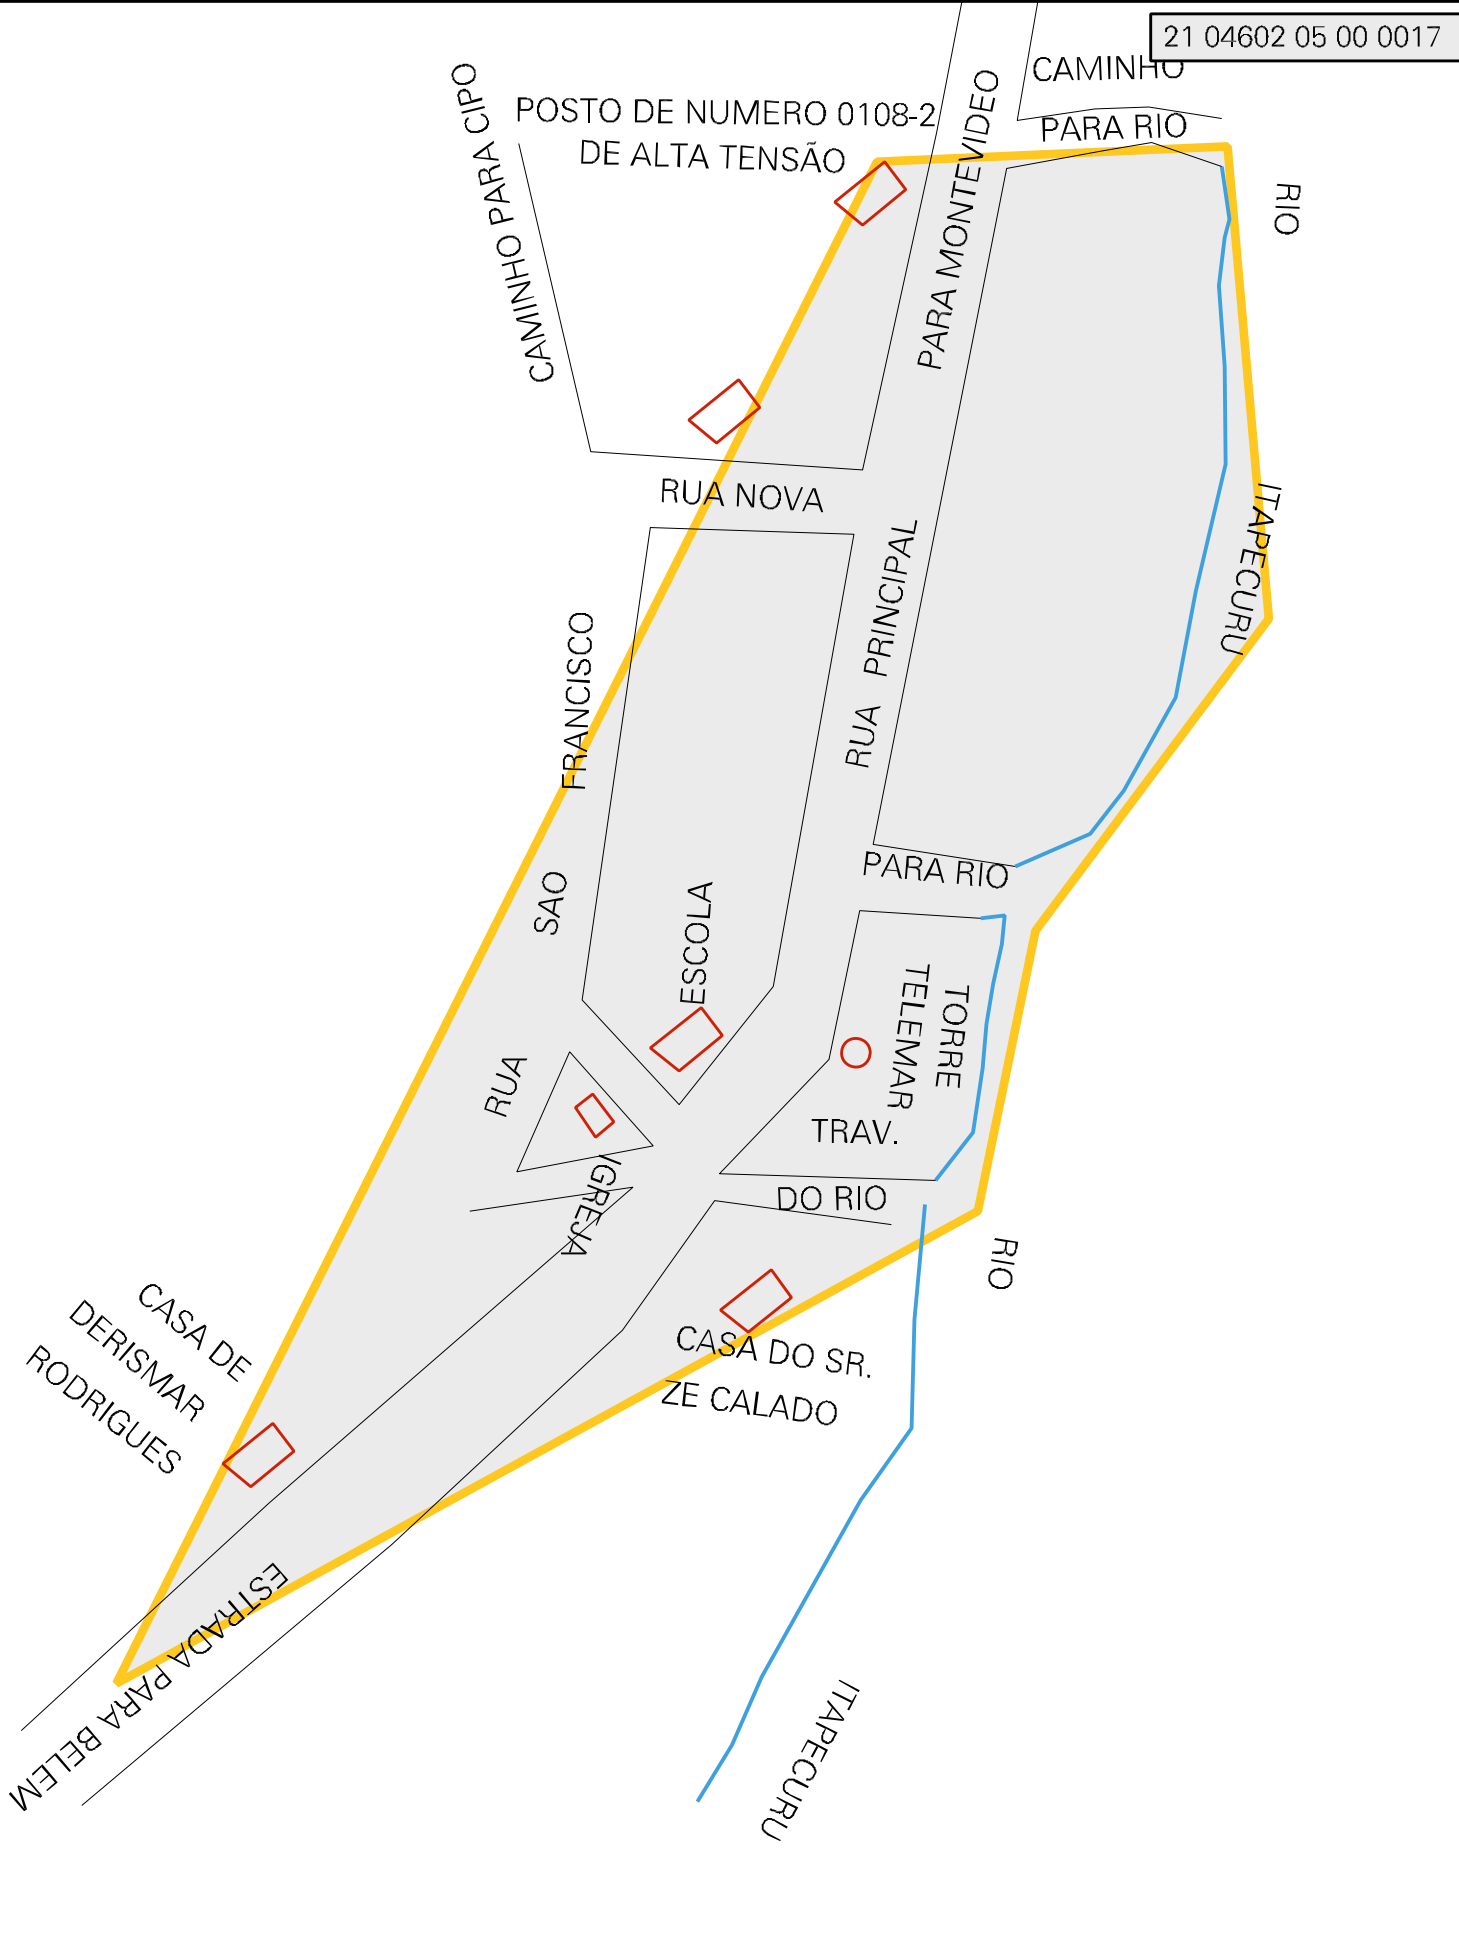 21 04602 05 00 0017
CAMINHO
PARA RIO
POSTO DE NUMERO 0108-2
DE ALTA TENSÃO
CAMINHO PARA CIPO
PARA MONTEVIDEO
RIO
ITAPECURU
RUA NOVA
RUA PRINCIPAL
RUA SAO FRANCISCO
PARA RIO
ESCOLA
TORRE
TELEMAR
TRAV.
DO RIO
IGREJA
RIO
ITAPECURU
CASA DO SR.
ZE CALADO
CASA DE
DERISMAR
RODRIGUES
ESTRADA PARA BELEM